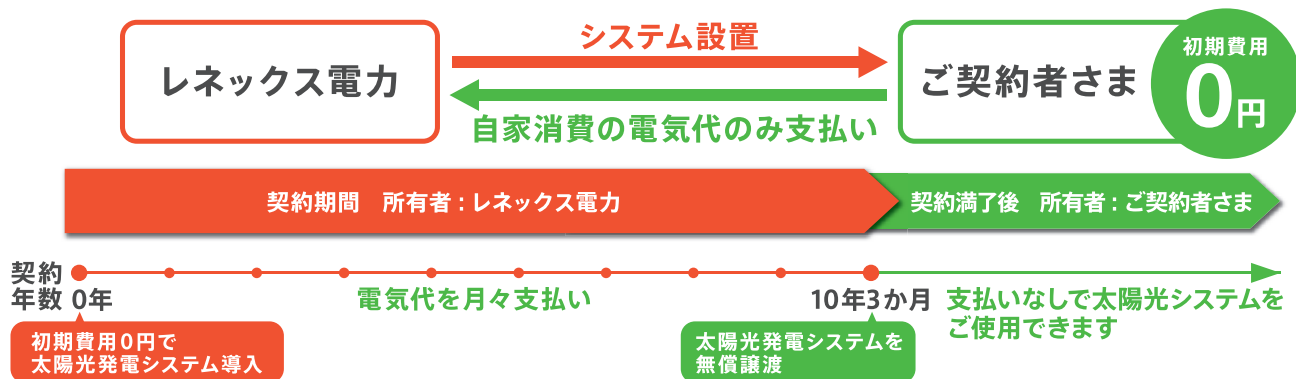 レネックス電力
システム設置
自家消費の電気代のみ支払い
ご契約者さま
初期費用
0円
契約期間 所有者：レネックス電力
契約満了後 所有者：ご契約者さま
契約
年数 0年
電気代を月々支払い
10年3か月
支払いなしで太陽光システムを
ご使用できます
初期費用0円で
太陽光発電システム導入
太陽光発電システムを
無償譲渡